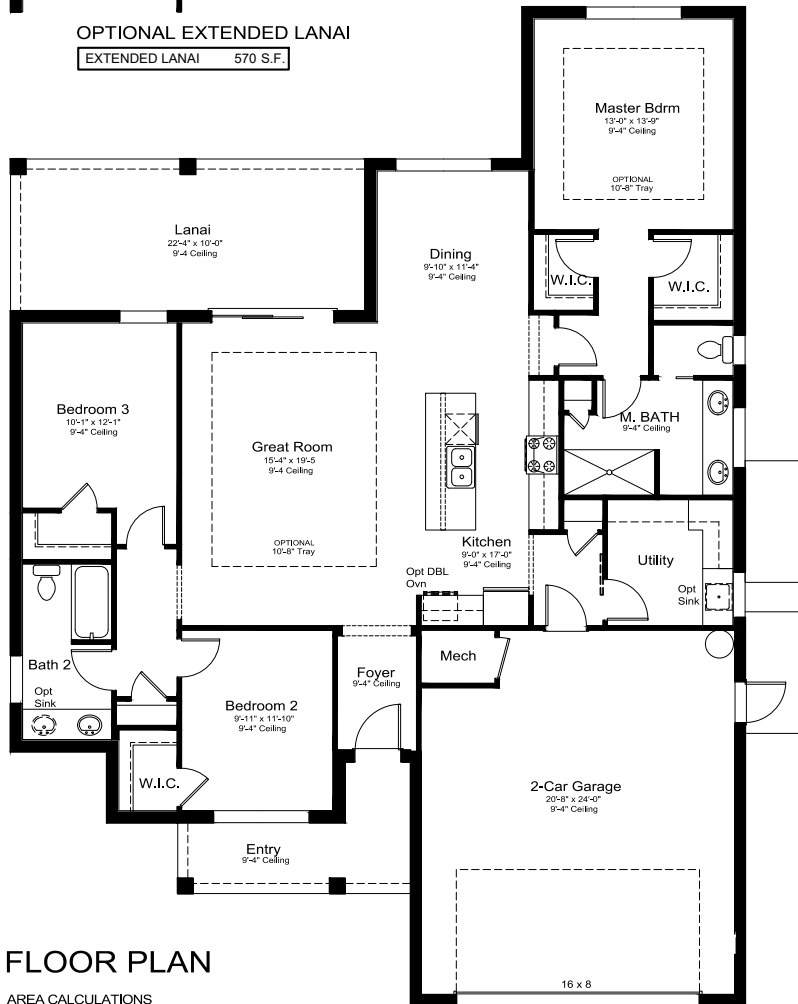 OPTIONAL EXTENDED LANAI
EXTENDED LANAI 570 S.F.
Master Bdrm
13'-0" x 13'-9"
9'-4" Ceiling
OPTIONAL
10'-8" Tray
Lanai
22'-4" x 10'-0"
9'-4 Ceiling
Dining
9'-10" x 11'-4"
9'-4" Ceiling
W.I.C.
W.I.C.
Bedroom 3
10'-1" x 12'-1"
9'-4" Ceiling
M. BATH
9'-4" Ceiling
Great Room
15'-4" x 19'-5
9'-4 Ceiling
OPTIONAL
10'-8" Tray
Kitchen
9'-0" x 17'-0"
9'-4" Ceiling
Opt DBL
Ovn
Utility
Opt
Sink
Mech
Foyer
9'-4" Ceiling
Bath 2
Opt
Sink
Bedroom 2
9'-11" x 11'-10"
9'-4" Ceiling
W.I.C.
2-Car Garage
20'-8" x 24'-0"
9'-4" Ceiling
Entry
9'-4" Ceiling
16 x 8
FLOOR PLAN
AREA CALCULATIONS